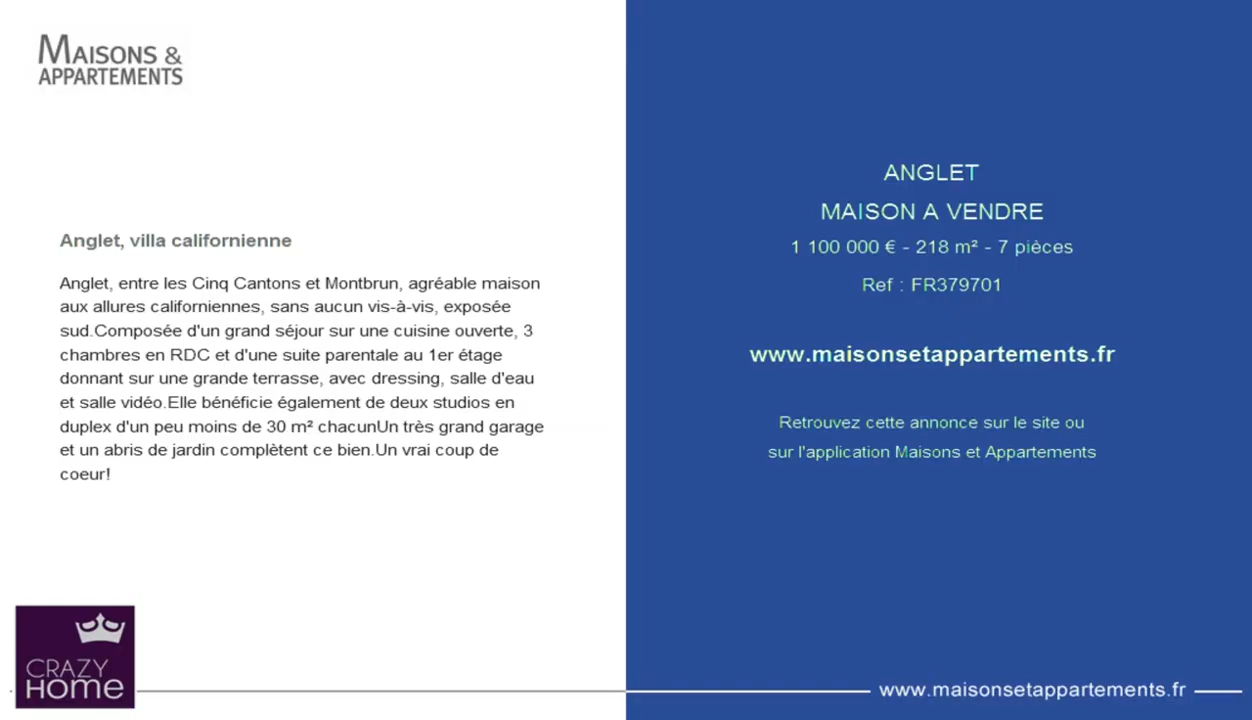 MAISONS &
APPARTEMENTS
Anglet, villa californienne
Anglet, entre les Cinq Cantons et Montbrun, agréable maison
aux allures californiennes, sans aucun vis-à-vis, exposée
sud.Composée d'un grand séjour sur une cuisine ouverte, 3
chambres en RDC et d'une suite parentale au 1er étage
donnant sur une grande terrasse, avec dressing, salle d'eau
et salle vidéo.Elle bénéficie également de deux studios en
duplex d'un peu moins de 30 m² chacunUn très grand garage
et un abris de jardin complètent ce bien.Un vrai coup de
coeur!
CRAZY
HOME
ANGLET
MAISON A VENDRE
1 100 000 € - 218 m² - 7 pièces
Ref : FR379701
www.maisonsetappartements.fr
Retrouvez cette annonce sur le site ou
sur l'application Maisons et Appartements
www.maisonsetappartements.fr